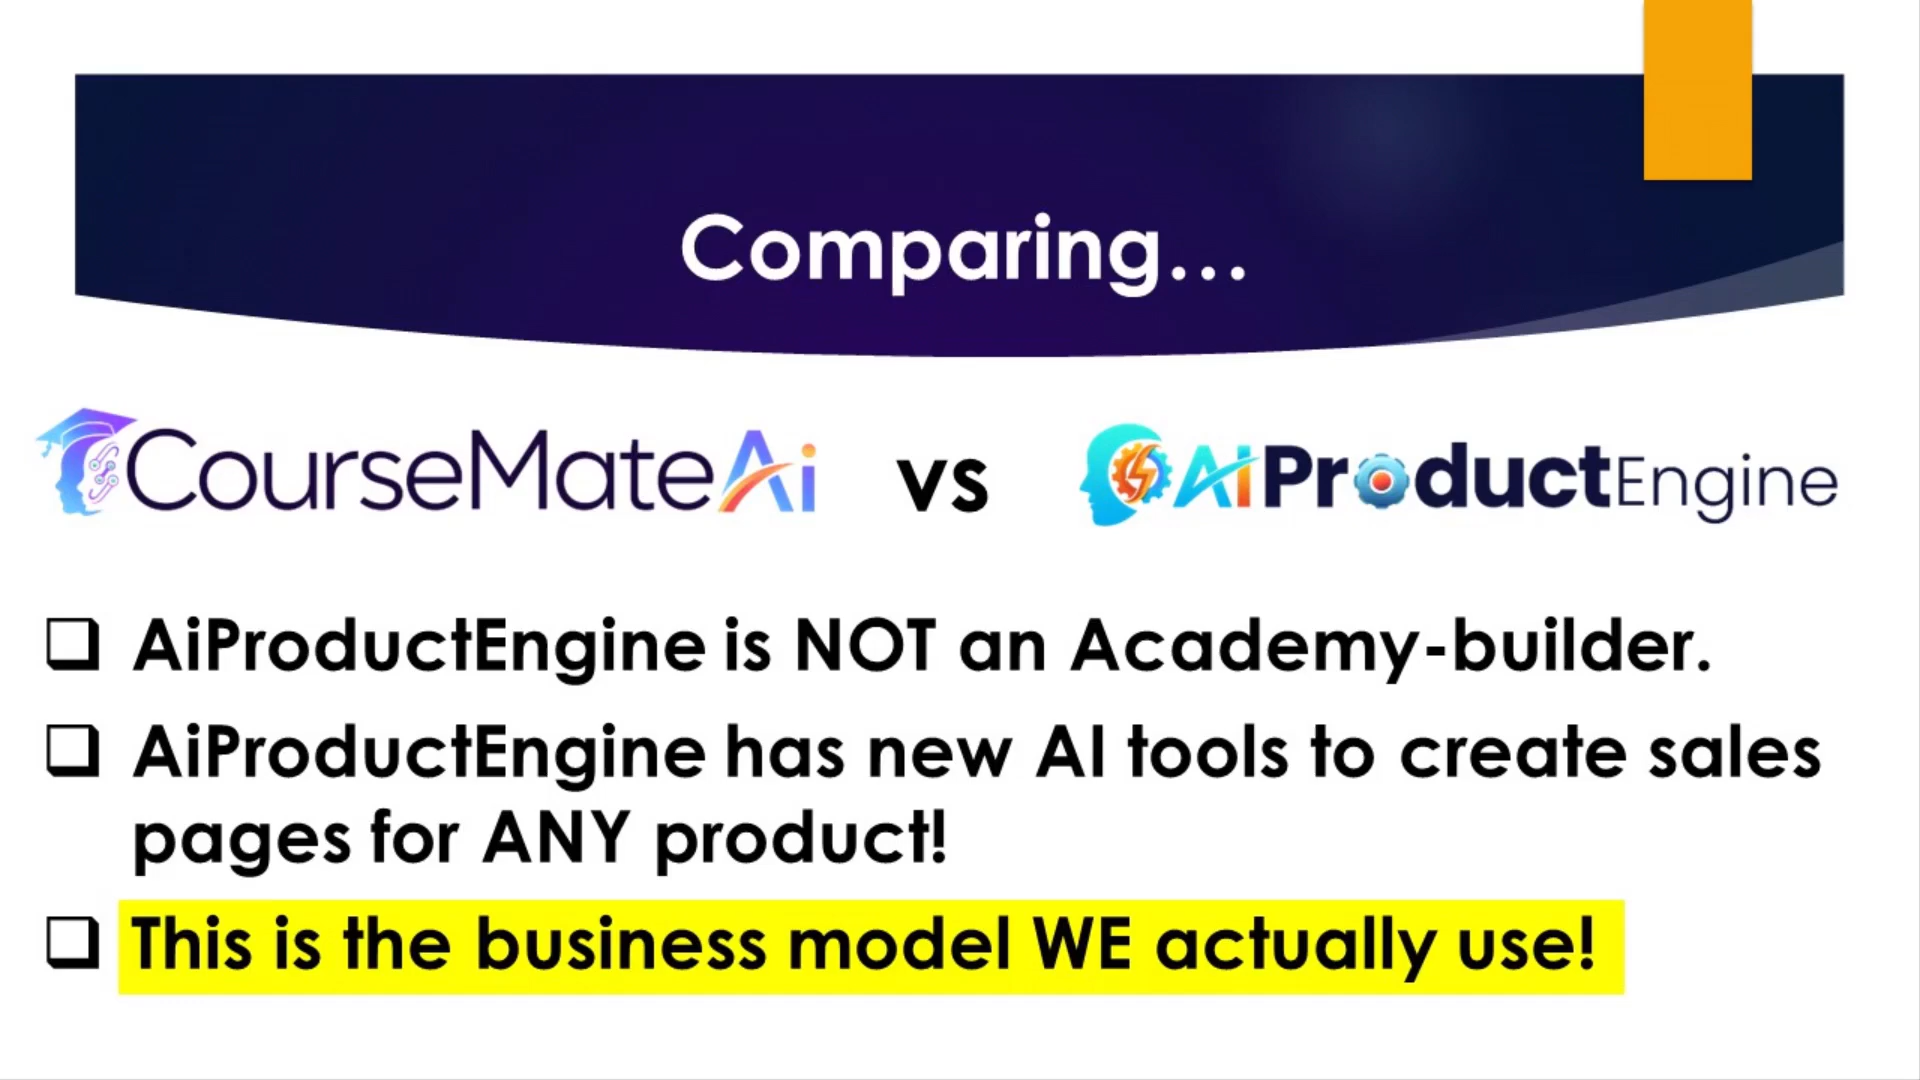 Comparing...
CourseMateAi vs AIProductEngine
AiProductEngine is NOT an Academy-builder.
AiProductEngine has new AI tools to create sales
pages for ANY product!
This is the business model WE actually use!